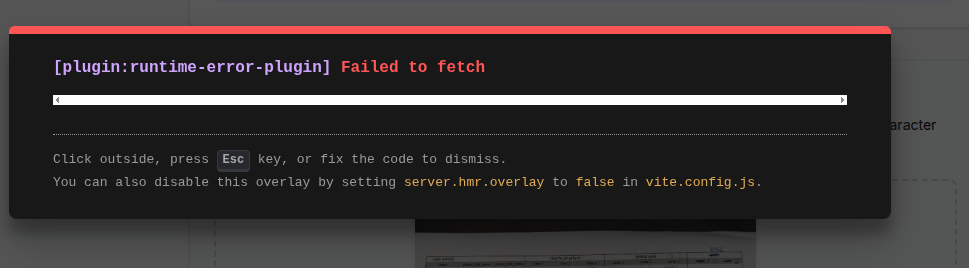 [plugin:runtime-error-plugin] Failed to fetch
aracter
Click outside, press Esc key, or fix the code to dismiss.
You can also disable this overlay by setting server.hmr.overlay to false in vite.config.js.